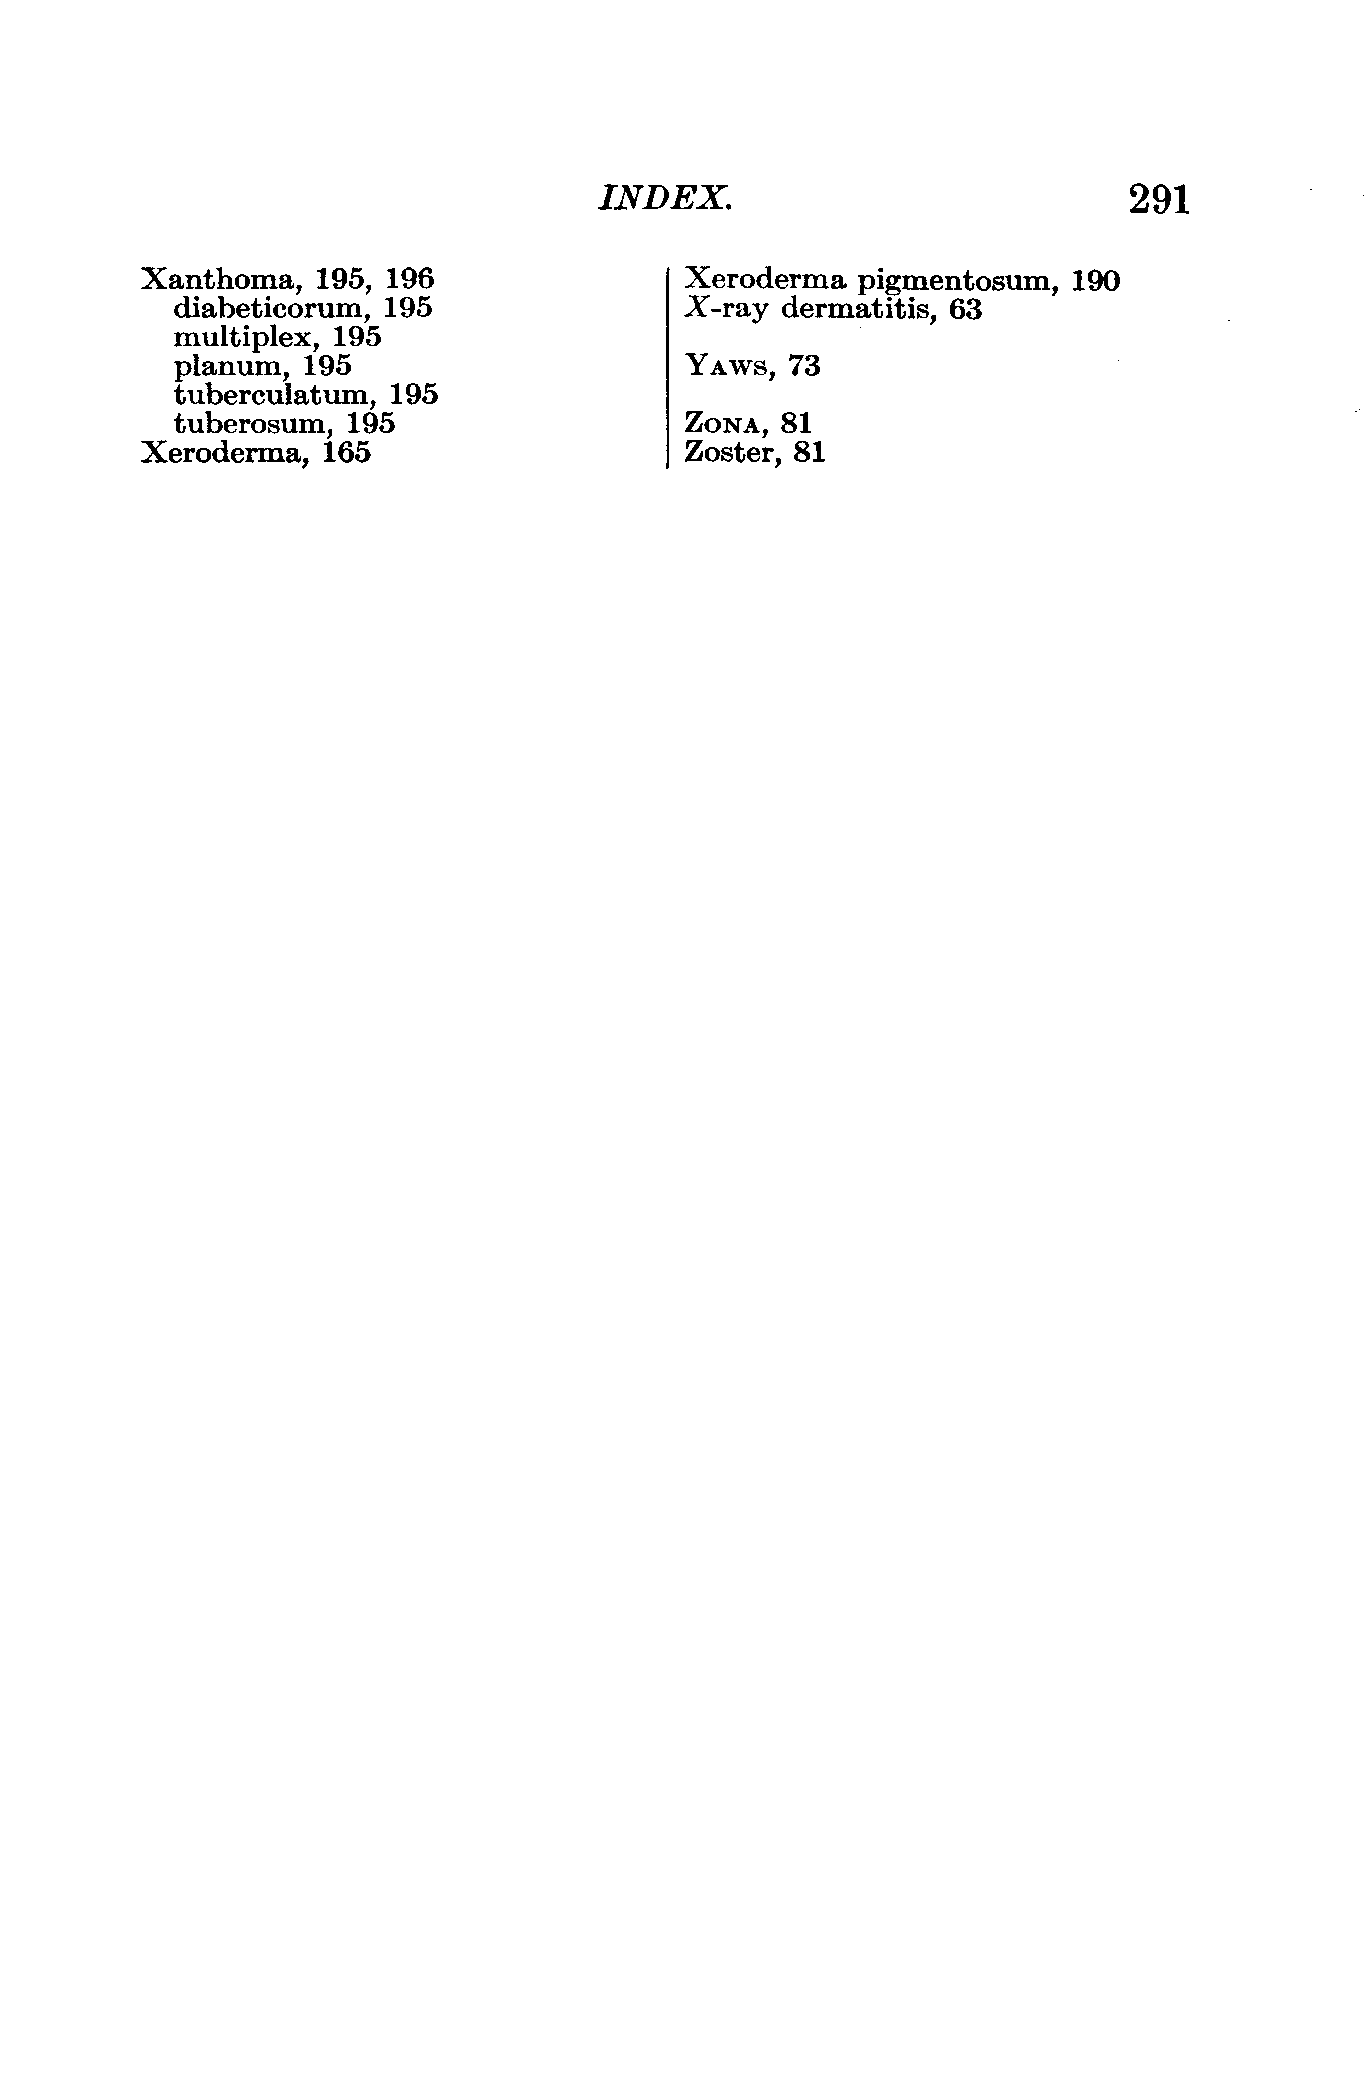 INDEX. 291
Xanthoma, 195, 196
diabeticorum, 195
multiplex, 195
planum, 195
tuberculatum, 195
tuberosum, 195
Xeroderma, 165
Xeroderma pigmentosum, 190
X-ray dermatitis, 63
YAWS, 73
ZONA, 81
Zoster, 81